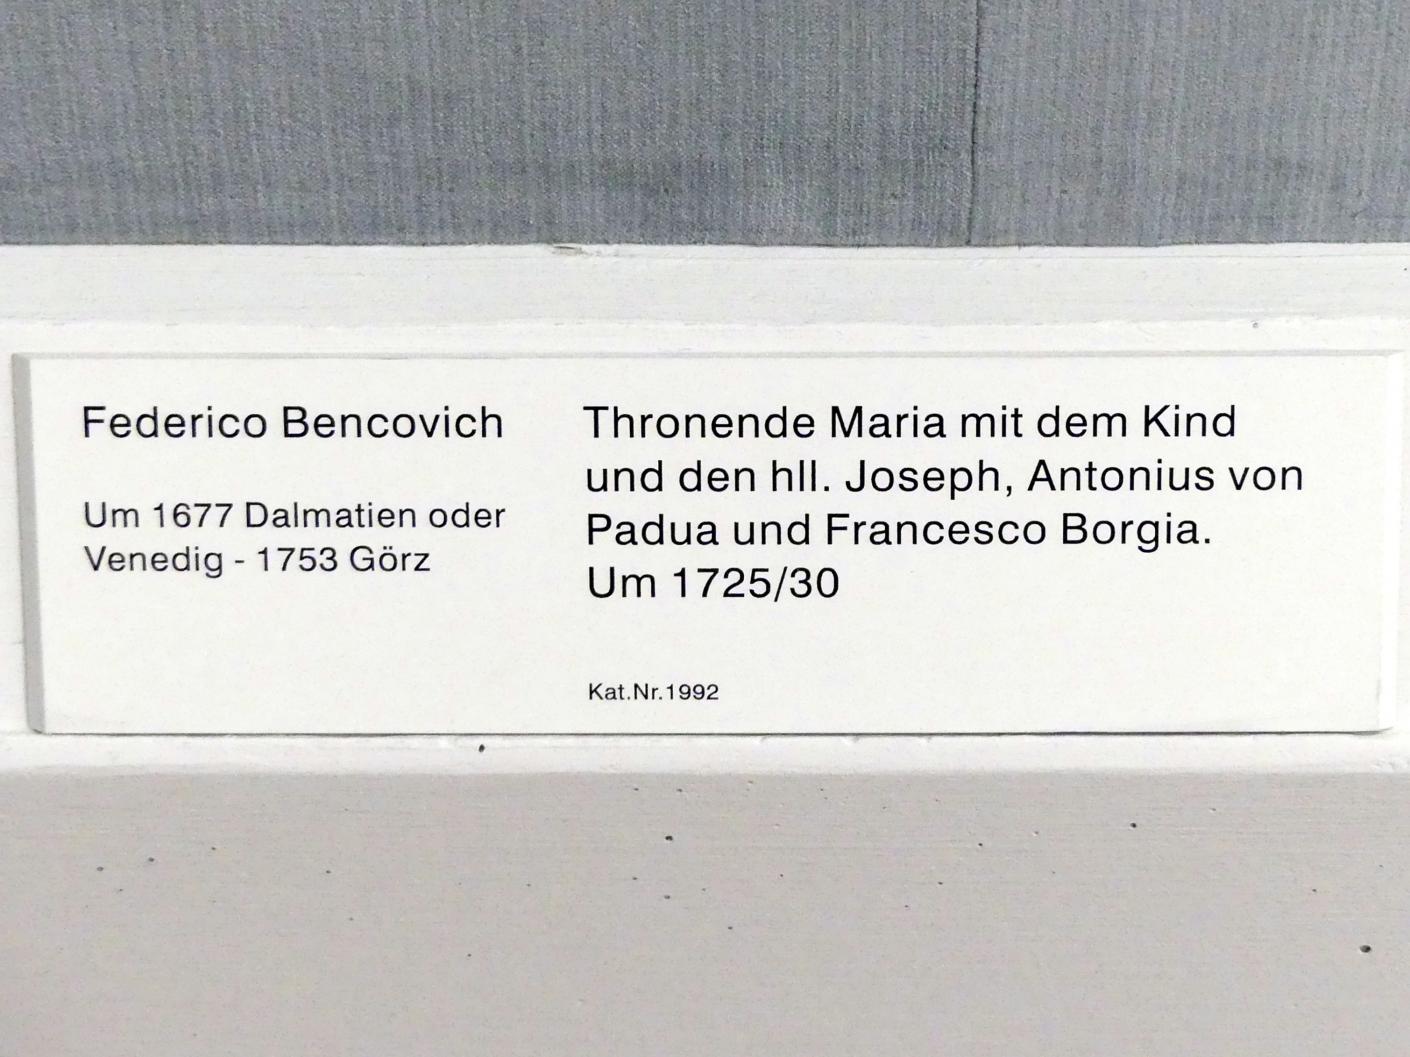 Federico Bencovich
Um 1677 Dalmatien oder
Venedig - 1753 Görz
Thronende Maria mit dem Kind
und den hll. Joseph, Antonius von
Padua und Francesco Borgia.
Um 1725/30
Kat.Nr.1992